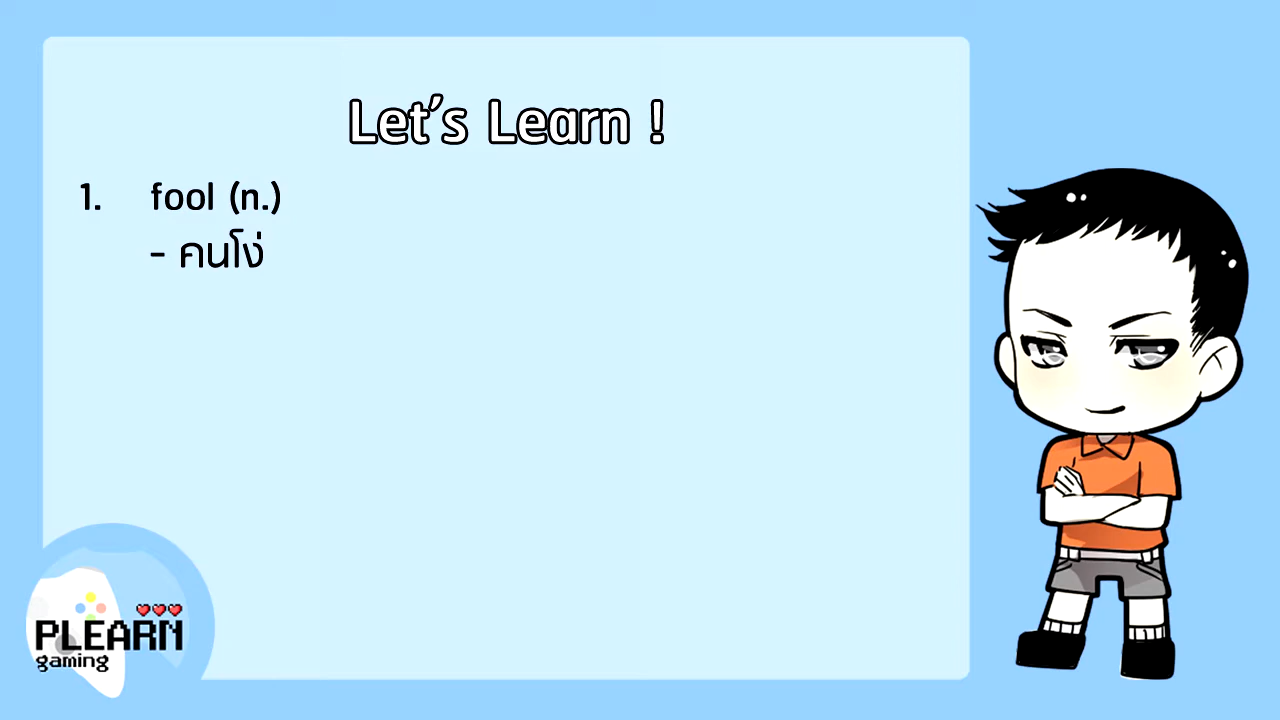 Let's Learn !
1. fool (n.)
- คนโง่
PLEARN
gaming